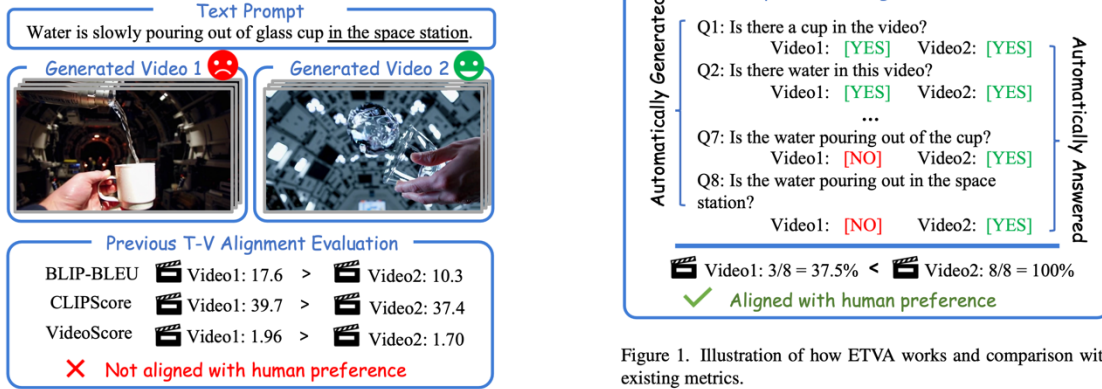 Text Prompt
Water is slowly pouring out of glass cup in the space station.
Generated Video 1
Generated Video 2
Previous T-V Alignment Evaluation
BLIP-BLEU Video1: 17.6 > Video2: 10.3
CLIPScore Video1: 39.7 > Video2: 37.4
VideoScore Video1: 1.96 > Video2: 1.70
Not aligned with human preference
Automatically Generated
Q1: Is there a cup in the video?
Video1: [YES] Video2: [YES]
Q2: Is there water in this video?
Video1: [YES] Video2: [YES]
...
Q7: Is the water pouring out of the cup?
Video1: [NO] Video2: [YES]
Q8: Is the water pouring out in the space
station?
Video1: [NO] Video2: [YES]
Automatically Answered
Video1: 3/8 = 37.5% < Video2: 8/8 = 100%
Aligned with human preference
Figure 1. Illustration of how ETVA works and comparison wit
existing metrics.